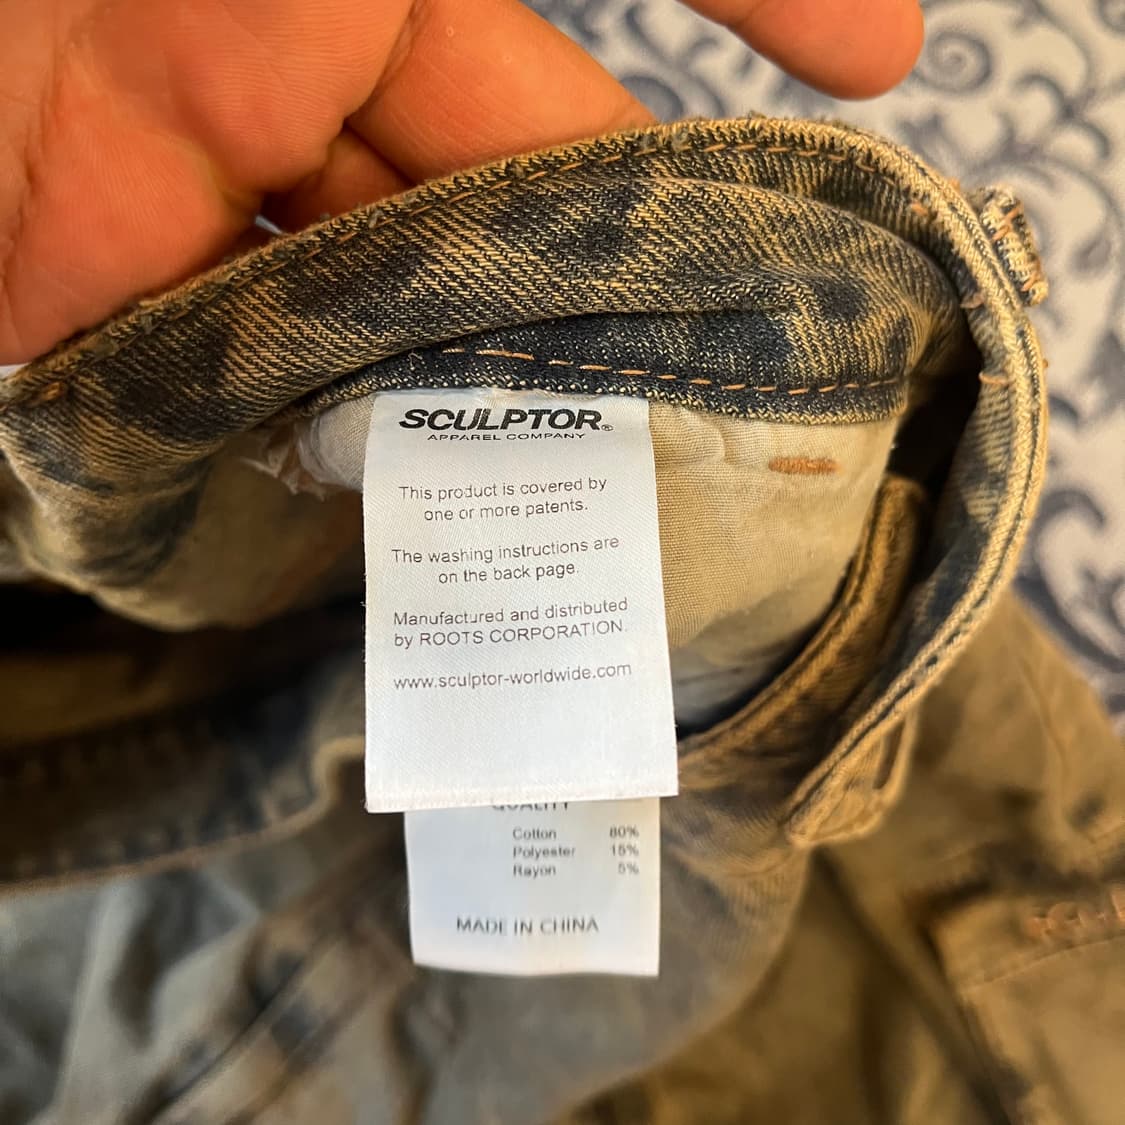 SCULPTOR®
APPAREL COMPANY
This product is covered by
one or more patents.
The washing instructions are
on the back page.
Manufactured and distributed
by ROOTS CORPORATION.
www.sculptor-worldwide.com
QUALITY
Cotton 80%
Polyester 15%
Rayon 5%
MADE IN CHINA